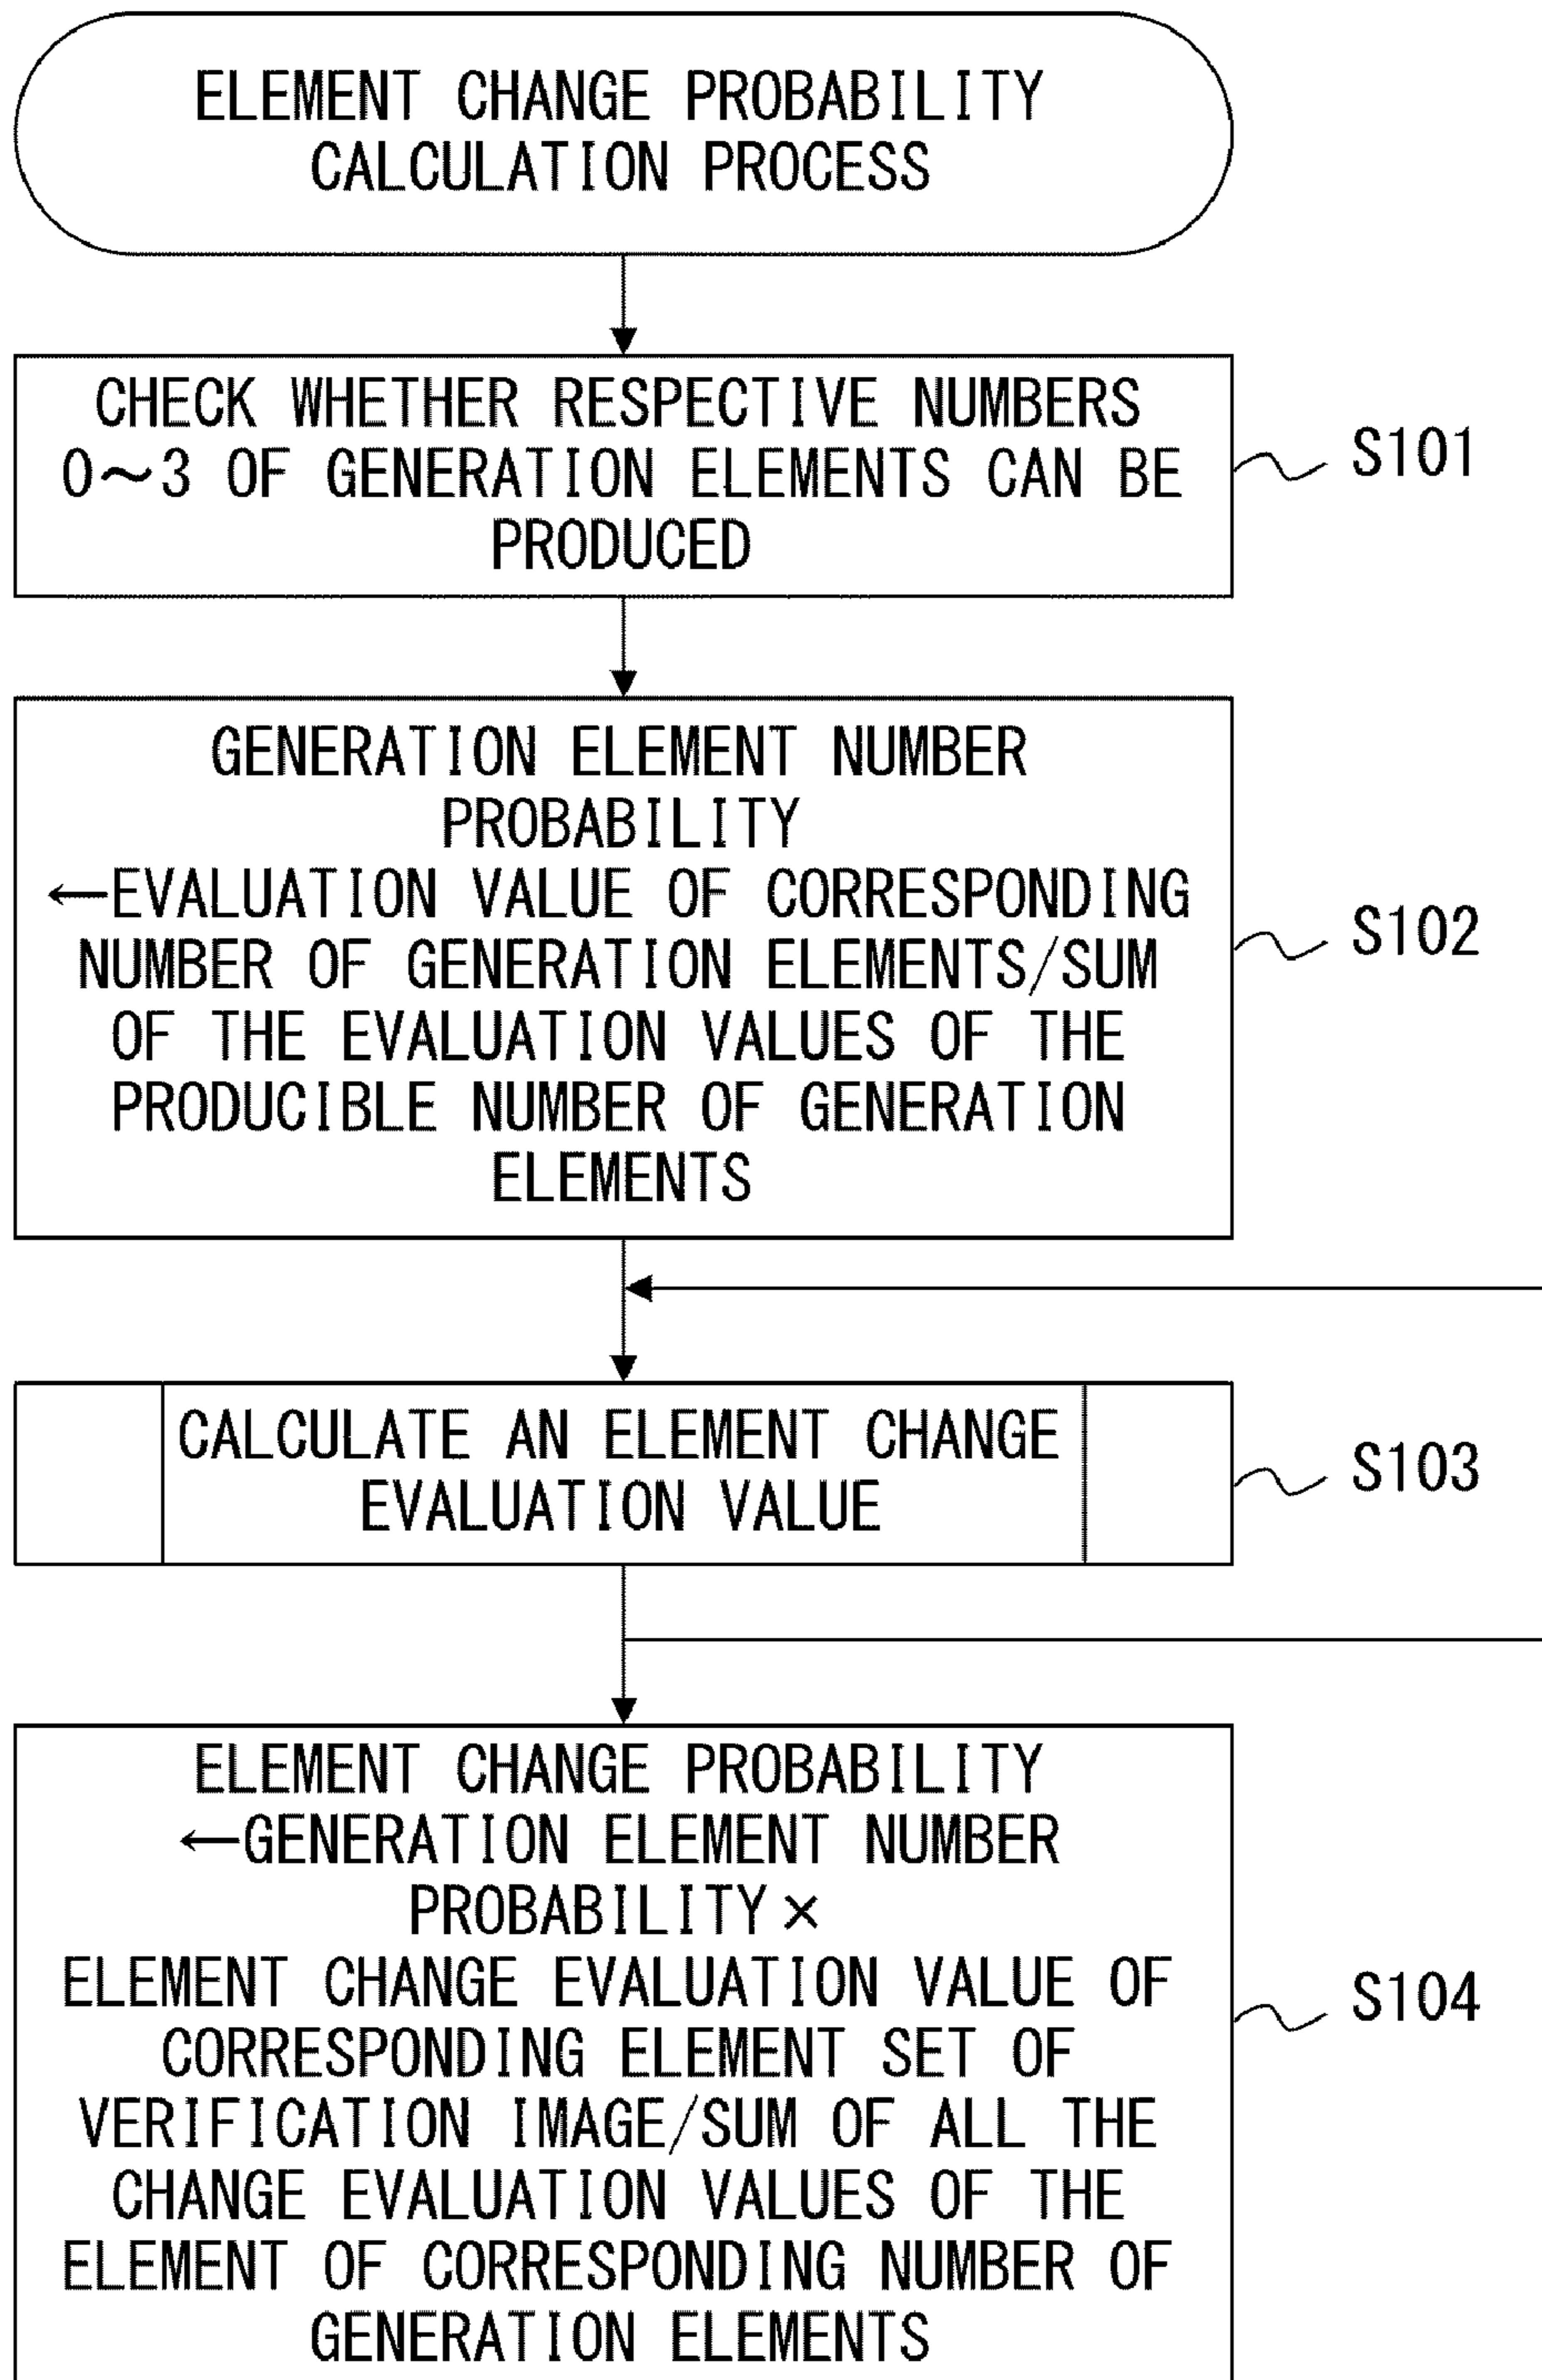 ELEMENT CHANGE PROBABILITY
CALCULATION PROCESS
CHECK WHETHER RESPECTIVE NUMBERS
0～3 OF GENERATION ELEMENTS CAN BE
PRODUCED
S101
GENERATION ELEMENT NUMBER
PROBABILITY
←EVALUATION VALUE OF CORRESPONDING
NUMBER OF GENERATION ELEMENTS/SUM
OF THE EVALUATION VALUES OF THE
PRODUCIBLE NUMBER OF GENERATION
ELEMENTS
S102
CALCULATE AN ELEMENT CHANGE
EVALUATION VALUE
S103
ELEMENT CHANGE PROBABILITY
←GENERATION ELEMENT NUMBER
PROBABILITY×
ELEMENT CHANGE EVALUATION VALUE OF
CORRESPONDING ELEMENT SET OF
VERIFICATION IMAGE/SUM OF ALL THE
CHANGE EVALUATION VALUES OF THE
ELEMENT OF CORRESPONDING NUMBER OF
GENERATION ELEMENTS
S104